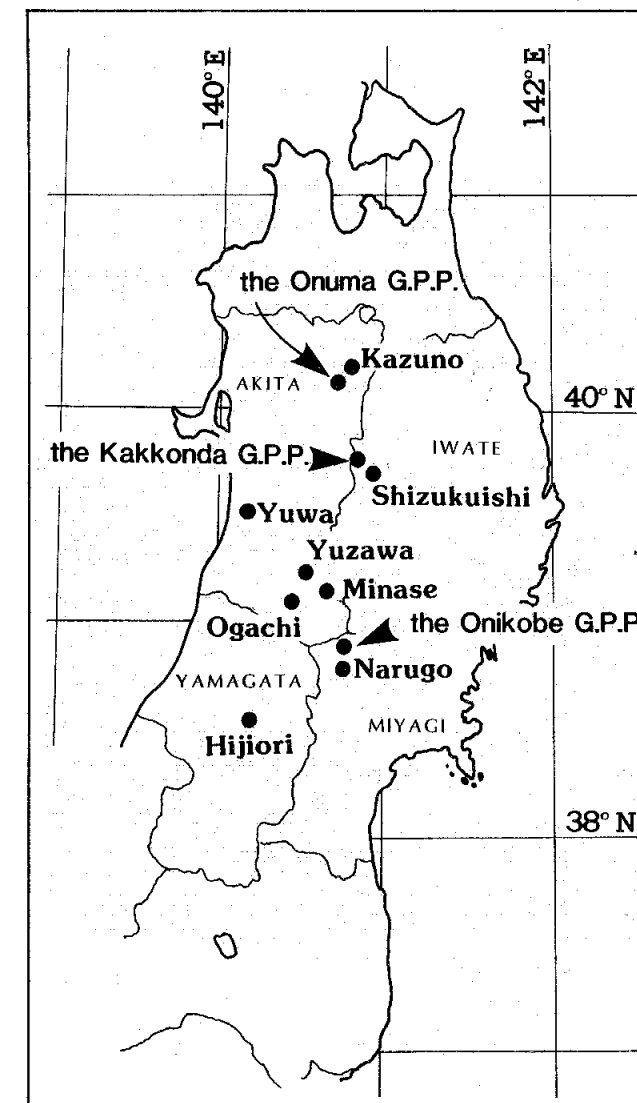 140° E
142° E
the Onuma G.P.P.
Kazuno
AKITA
40° N
the Kakkonda G.P.P.
IWATE
Shizukuishi
Yuwa
Yuzawa
Minase
Ogachi
the Onikobe G.P.P
Narugo
YAMAGATA
MIYAGI
Hijiori
38° N